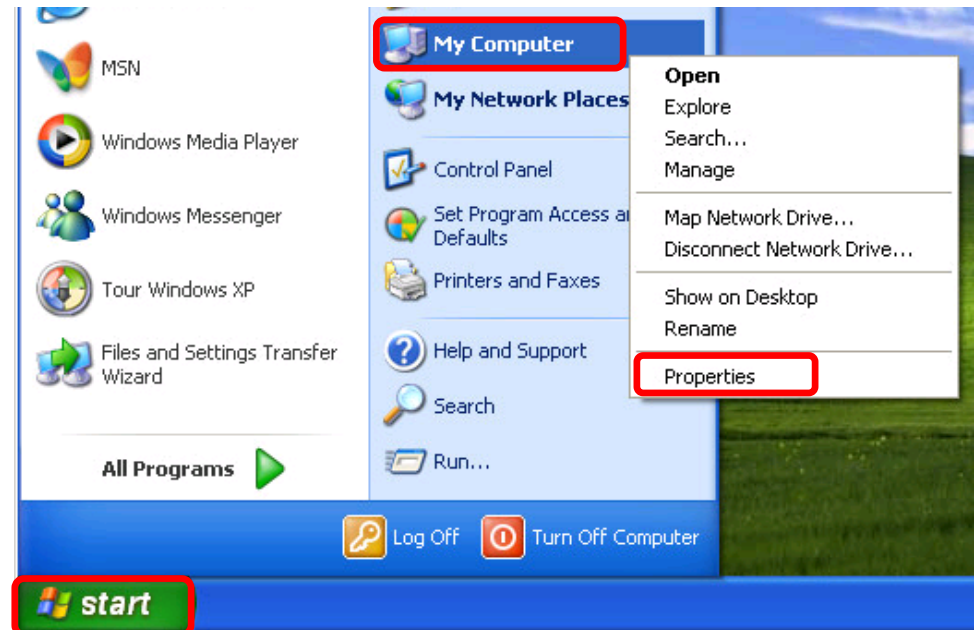 MSN
Windows Media Player
Windows Messenger
Tour Windows XP
Files and Settings Transfer
Wizard
All Programs
My Computer
My Network Places
Control Panel
Set Program Access a
Defaults
Printers and Faxes
Help and Support
Search
Run...
Open
Explore
Search...
Manage
Map Network Drive...
Disconnect Network Drive...
Show on Desktop
Rename
Properties
Log Off
Turn Off Computer
start